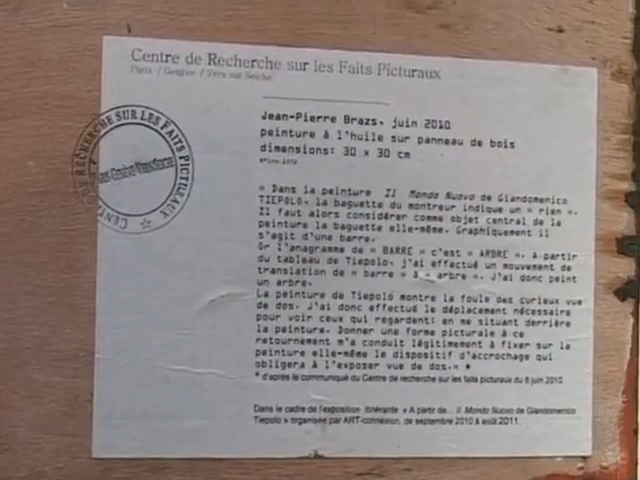 Centre de Recherche sur les Faits Picturaux
Paris / Genève / Vers sur Seiche
Jean-Pierre Brazs, juin 2010
peinture à l'huile sur panneau de bois
dimensions: 30 x 30 cm
CENTRE DE RECHERCHE SUR LES FAITS PICTURAUX
« Dans la peinture Il Mondo Nuovo de Giandomenico
TIEPOLO, la baguette du montreur indique un « rien ».
Il faut alors considérer comme objet central de la
peinture la baguette elle-même. Graphiquement il
s'agit d'une barre.
Or l'anagramme de « BARRE » c'est « ARBRE ». A partir
du tableau de Tiepolo, j'ai effectué un mouvement de
translation de « barre » à « arbre ». J'ai donc peint
un arbre.
La peinture de Tiepolo montre la foule des curieux vue
de dos. J'ai donc effectué le déplacement nécessaire
pour voir ceux qui regardent: en me situant derrière
la peinture. Donner une forme picturale à ce
retournement m'a conduit légitimement à fixer sur la
peinture elle-même le dispositif d'accrochage qui
obligera à l'exposer vue de dos.» *
* d'après le communiqué du Centre de recherche sur les faits picturaux du 6 juin 2010
Dans le cadre de l'exposition itinérante « A partir de... Il Mondo Nuovo de Giandomenico
Tiepolo » organisée par ART-connexion, de septembre 2010 à août 2011.